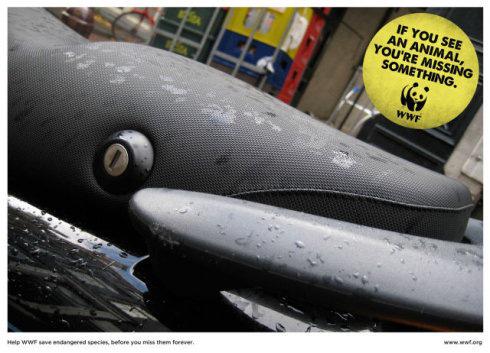 IF YOU SEE
AN ANIMAL,
YOU'RE MISSING
SOMETHING.
WWF
Help WWF save endangered species, before you miss them forever.
www.wwf.org